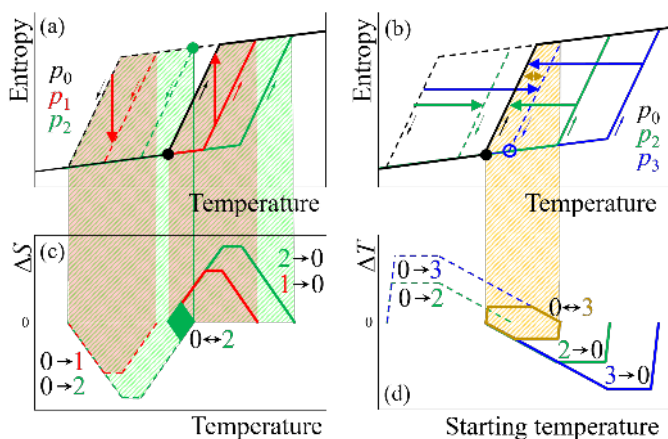 (a)
Entropy
p₀
p₁
p₂
Temperature
(b)
Entropy
p₀
p₂
p₃
Temperature
(c)
ΔS
0
2→0
1→0
0↔2
0→1
0→2
Temperature
ΔT
0→3
0→2
0↔3
0
2→0
3→0
(d)
Starting temperature